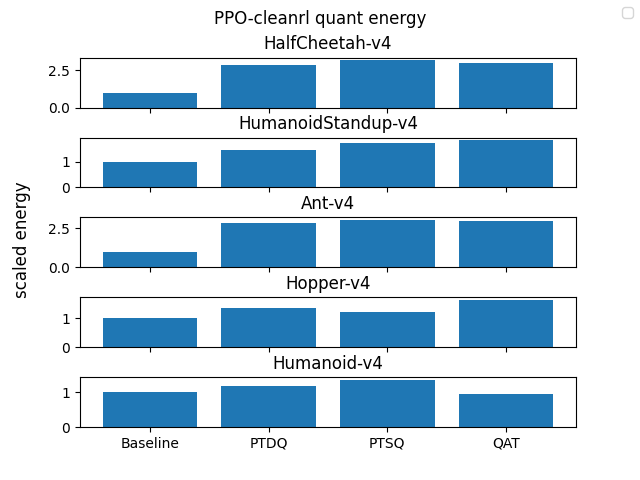 PPO-cleanrl quant energy
HalfCheetah-v4
2.5
0.0
HumanoidStandup-v4
1
0
Ant-v4
2.5
0.0
Hopper-v4
1
0
Humanoid-v4
1
0
Baseline PTDQ PTSQ QAT
scaled energy